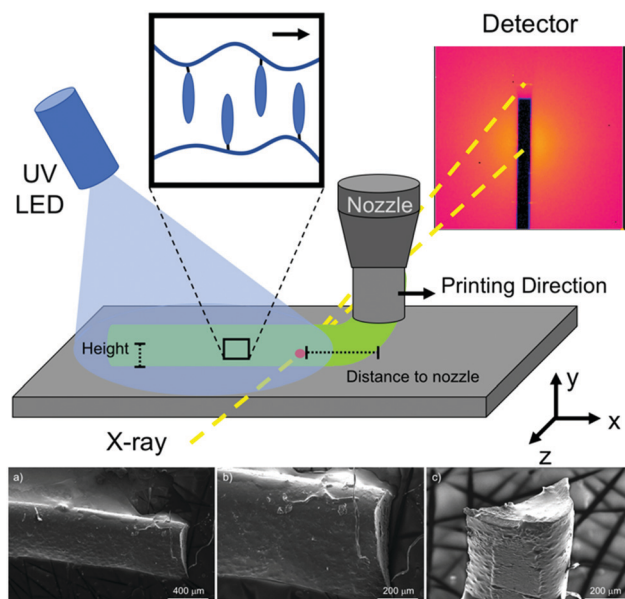 Detector
UV
LED
Nozzle
Printing Direction
Height
Distance to nozzle
X-ray
y
x
z
a)
400 μm
b)
200 μm
c)
200 μm